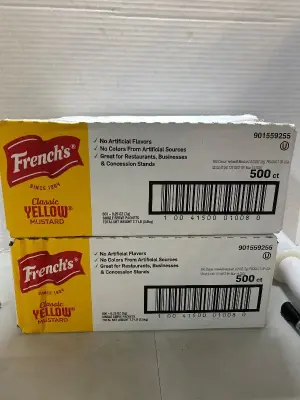 French's®
SINCE 1904
Classic
YELLOW®
MUSTARD
✓ No Artificial Flavors
✓ No Colors From Artificial Sources
✓ Great for Restaurants, Businesses
& Concession Stands
901559255
U
500 ct
1 00 41500 01008 0
French's®
SINCE 1904
Classic
YELLOW®
MUSTARD
✓ No Artificial Flavors
✓ No Colors From Artificial Sources
✓ Great for Restaurants, Businesses
& Concession Stands
901559255
U
500 ct
1 00 41500 01008 0